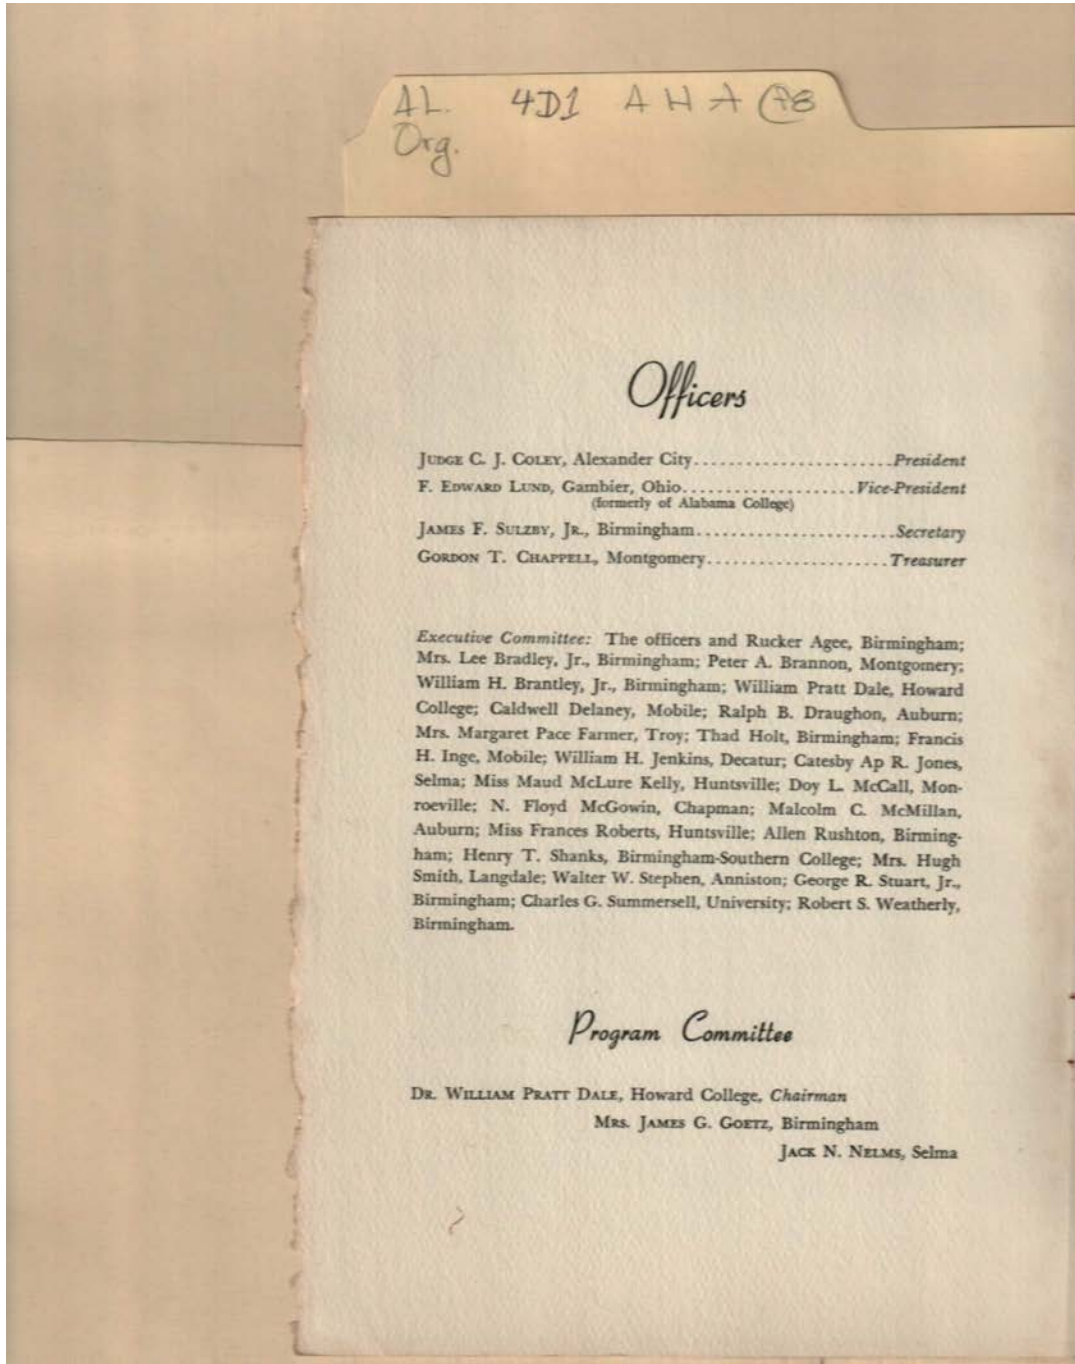 AL. 4D1 A H A
Org.
Officers
JUDGE C. J. COLEY, Alexander City......................President
F. EDWARD LUND, Gambier, Ohio...................Vice-President
(formerly of Alabama College)
JAMES F. SULZBY, JR., Birmingham......................Secretary
GORDON T. CHAPPELL, Montgomery....................Treasurer
Executive Committee: The officers and Rucker Agee, Birmingham;
Mrs. Lee Bradley, Jr., Birmingham; Peter A. Brannon, Montgomery;
William H. Brantley, Jr., Birmingham; William Pratt Dale, Howard
College; Caldwell Delaney, Mobile; Ralph B. Draughon, Auburn;
Mrs. Margaret Pace Farmer, Troy; Thad Holt, Birmingham; Francis
H. Inge, Mobile; William H. Jenkins, Decatur; Catesby Ap R. Jones,
Selma; Miss Maud McLure Kelly, Huntsville; Doy L. McCall, Mon-
roeville; N. Floyd McGowin, Chapman; Malcolm C. McMillan,
Auburn; Miss Frances Roberts, Huntsville; Allen Rushton, Birming-
ham; Henry T. Shanks, Birmingham-Southern College; Mrs. Hugh
Smith, Langdale; Walter W. Stephen, Anniston; George R. Stuart, Jr.,
Birmingham; Charles G. Summersell, University; Robert S. Weatherly,
Birmingham.
Program Committee
DR. WILLIAM PRATT DALE, Howard College, Chairman
MRS. JAMES G. GOETZ, Birmingham
JACK N. NELMS, Selma